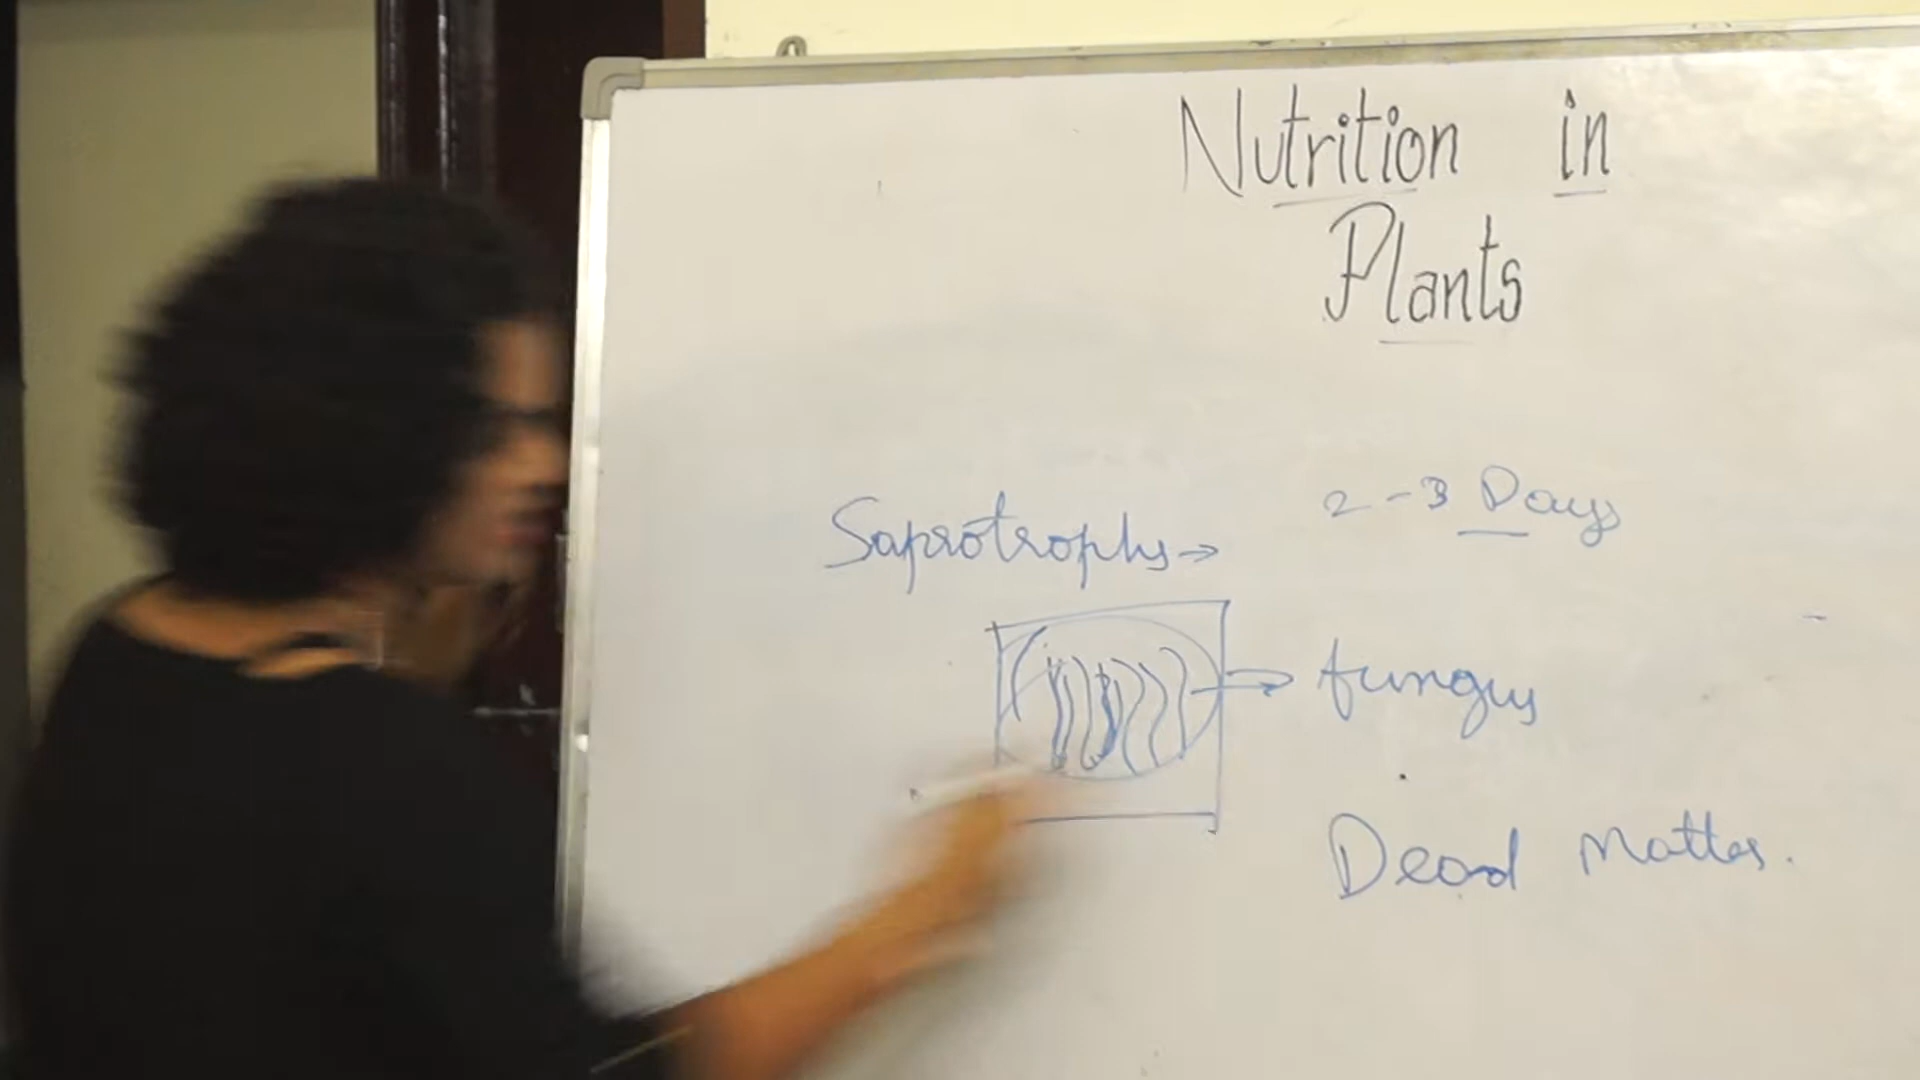 Nutrition in
Plants
2-3 Days
Saprotrophs→
→ fungus
Dead Matter.